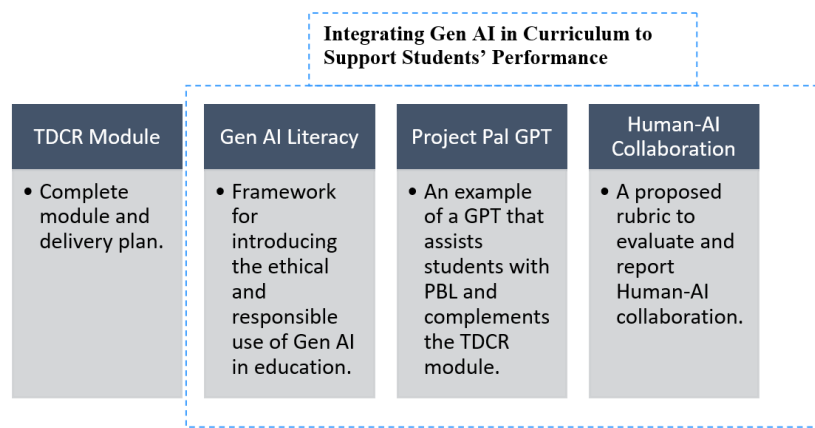 Integrating Gen AI in Curriculum to
Support Students' Performance
TDCR Module
• Complete
module and
delivery plan.
Gen AI Literacy
• Framework
for
introducing
the ethical
and
responsible
use of Gen AI
in education.
Project Pal GPT
• An example
of a GPT that
assists
students with
PBL and
complements
the TDCR
module.
Human-AI
Collaboration
• A proposed
rubric to
evaluate and
report
Human-AI
collaboration.